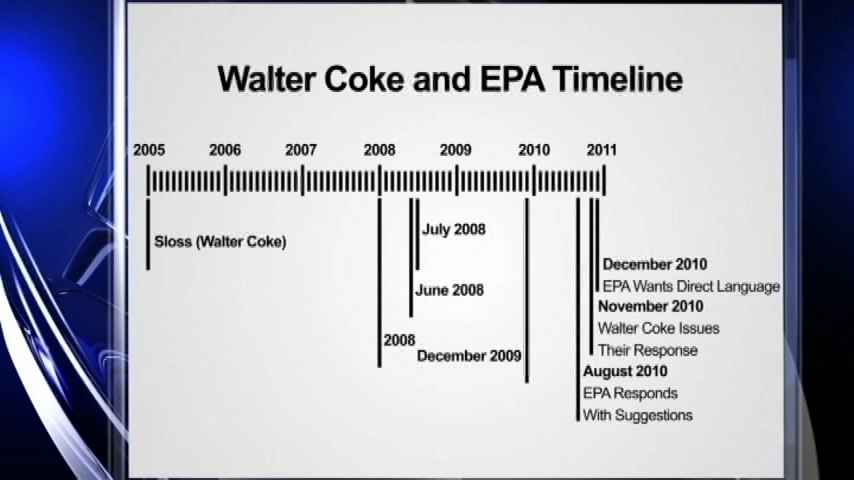 Walter Coke and EPA Timeline
2005 2006 2007 2008 2009 2010 2011
Sloss (Walter Coke)
July 2008
June 2008
2008
December 2009
December 2010
EPA Wants Direct Language
November 2010
Walter Coke Issues
Their Response
August 2010
EPA Responds
With Suggestions